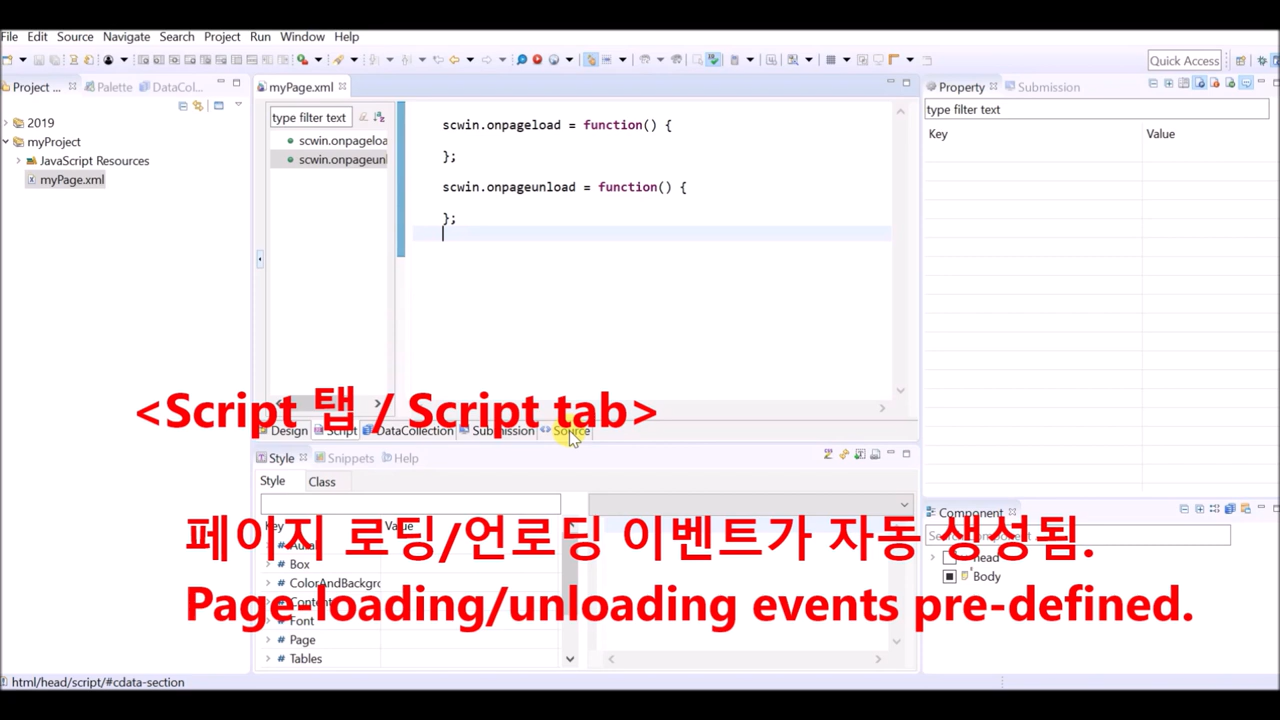 File Edit Source Navigate Search Project Run Window Help
Quick Access
Project ... Palette DataCol...
myPage.xml
Property Submission
type filter text
type filter text
Key Value
2019
myProject
JavaScript Resources
myPage.xml
scwin.onpageloa
scwin.onpageunl
scwin.onpageload = function() {
};
scwin.onpageunload = function() {
};
<Script 탭 / Script tab>
Design Script DataCollection Submission Source
Style Snippets Help
Style Class
Key Value
Box
ColorAndBackgro
Font
Page
Tables
Component
Head
Body
페이지 로딩/언로딩 이벤트가 자동 생성됨.
Page loading/unloading events pre-defined.
html/head/script/#cdata-section